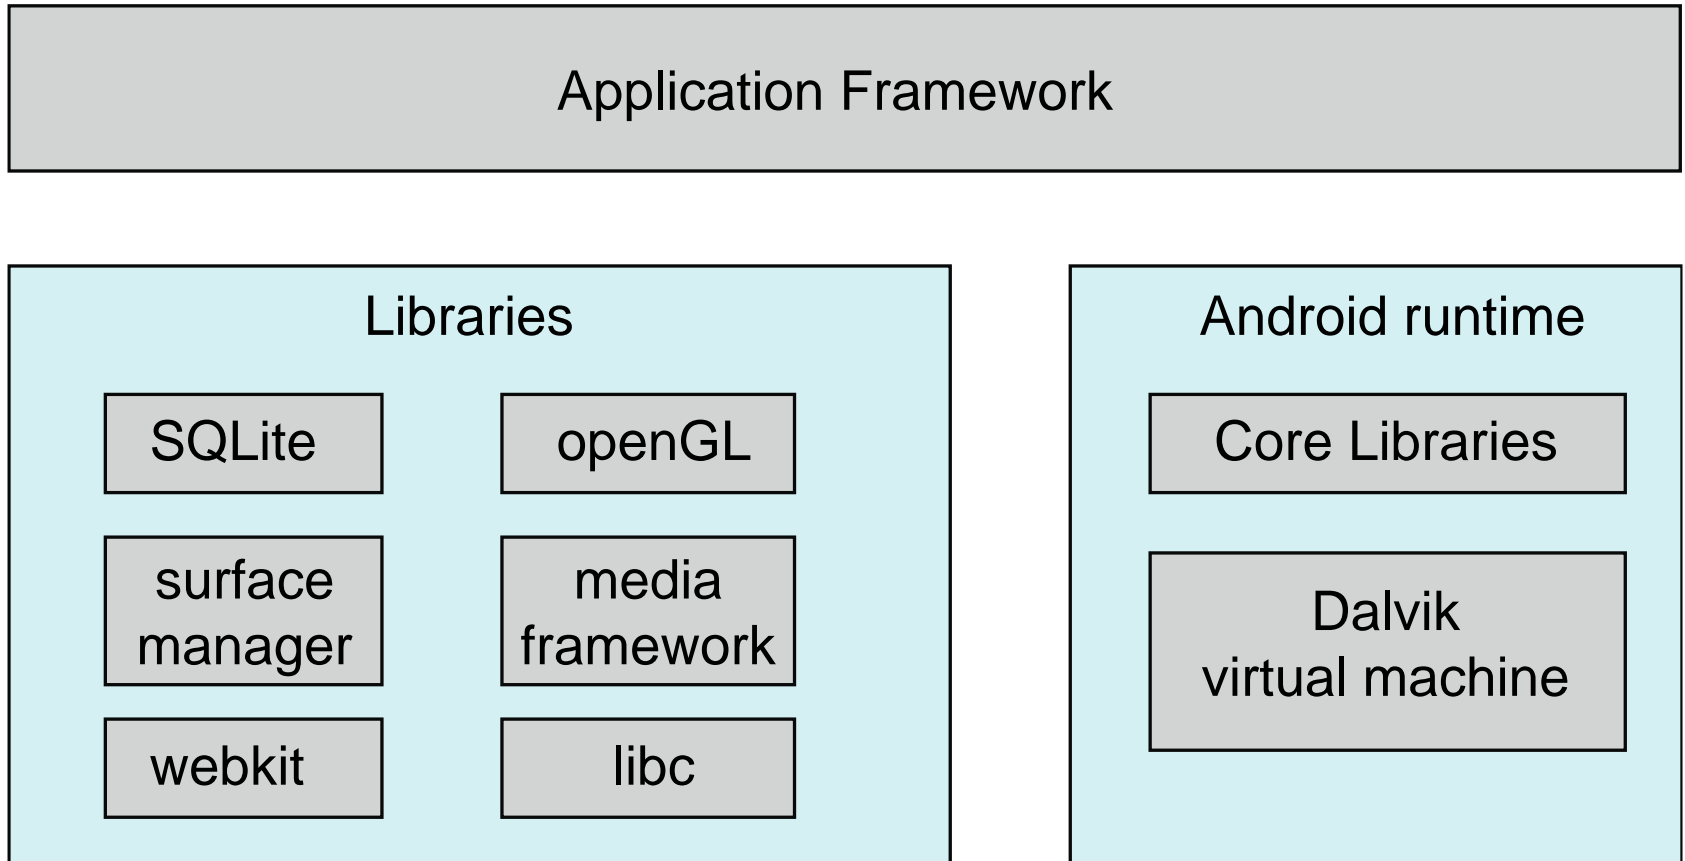 Application Framework
Libraries
SQLite
openGL
surface
manager
media
framework
webkit
libc
Android runtime
Core Libraries
Dalvik
virtual machine